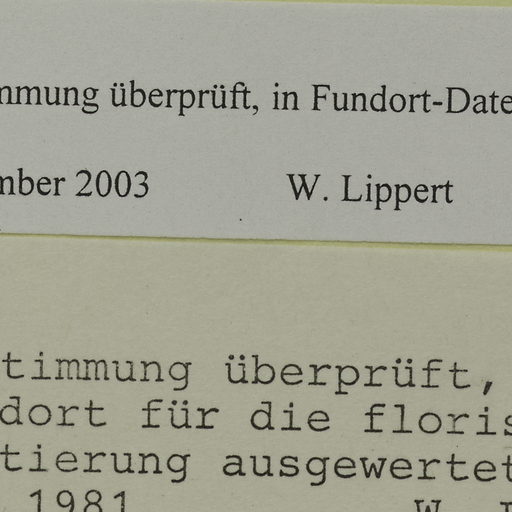 mmung überprüft, in Fundort-Date
mber 2003 W. Lippert
timmung überprüft,
dort für die floris
tierung ausgewertet
1981 W.